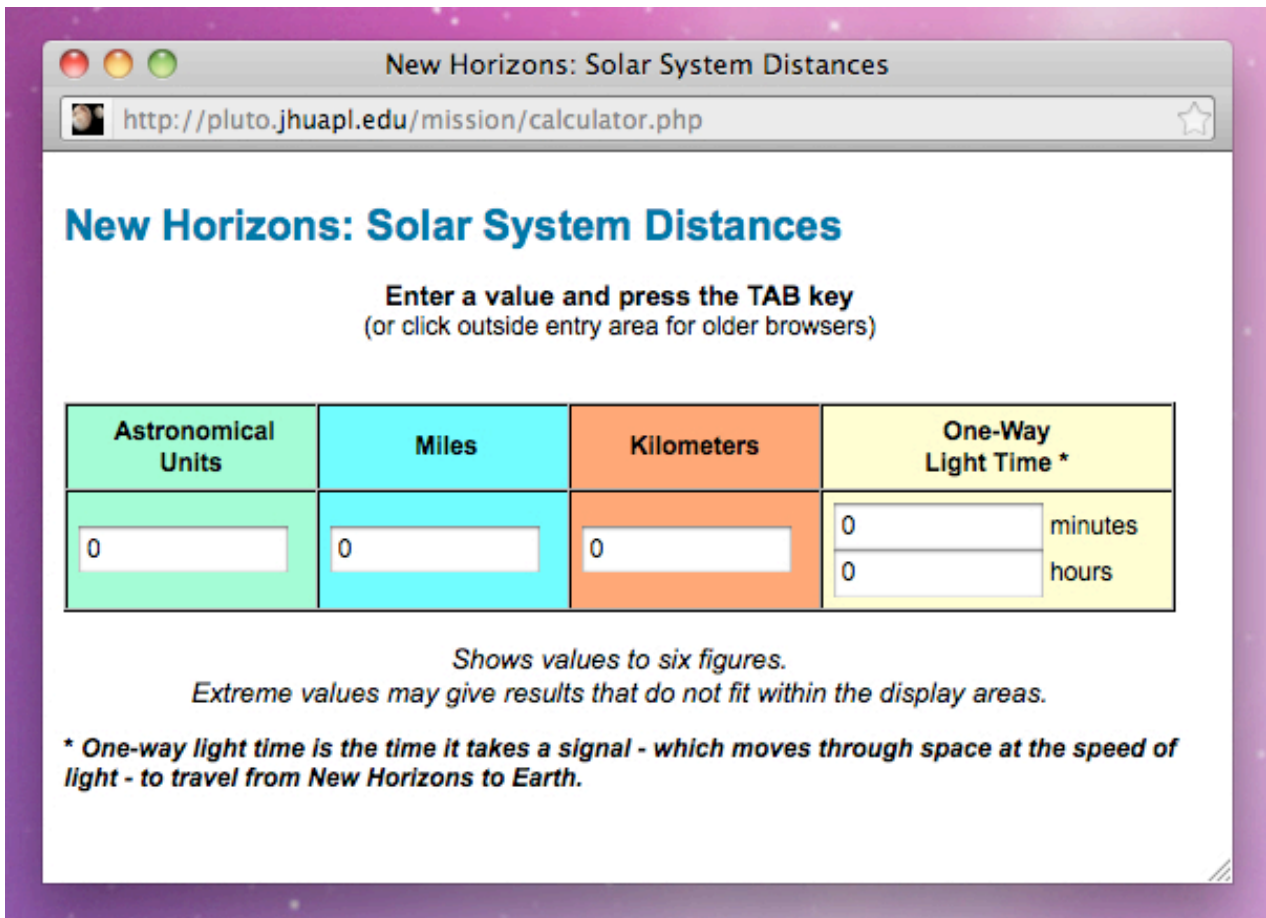 New Horizons: Solar System Distances
http://pluto.jhuapl.edu/mission/calculator.php
New Horizons: Solar System Distances
Enter a value and press the TAB key
(or click outside entry area for older browsers)
Astronomical
Units
Miles
Kilometers
One-Way
Light Time *
0
0
0
0 minutes
0 hours
Shows values to six figures.
Extreme values may give results that do not fit within the display areas.
* One-way light time is the time it takes a signal - which moves through space at the speed of
light - to travel from New Horizons to Earth.